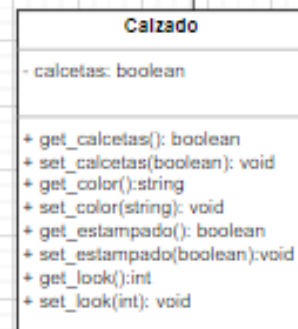 Calzado
- calcetas: boolean
+ get_calcetas(): boolean
+ set_calcetas(boolean): void
+ get_color():string
+ set_color(string): void
+ get_estampado(): boolean
+ set_estampado(boolean):void
+ get_look():int
+ set_look(int): void